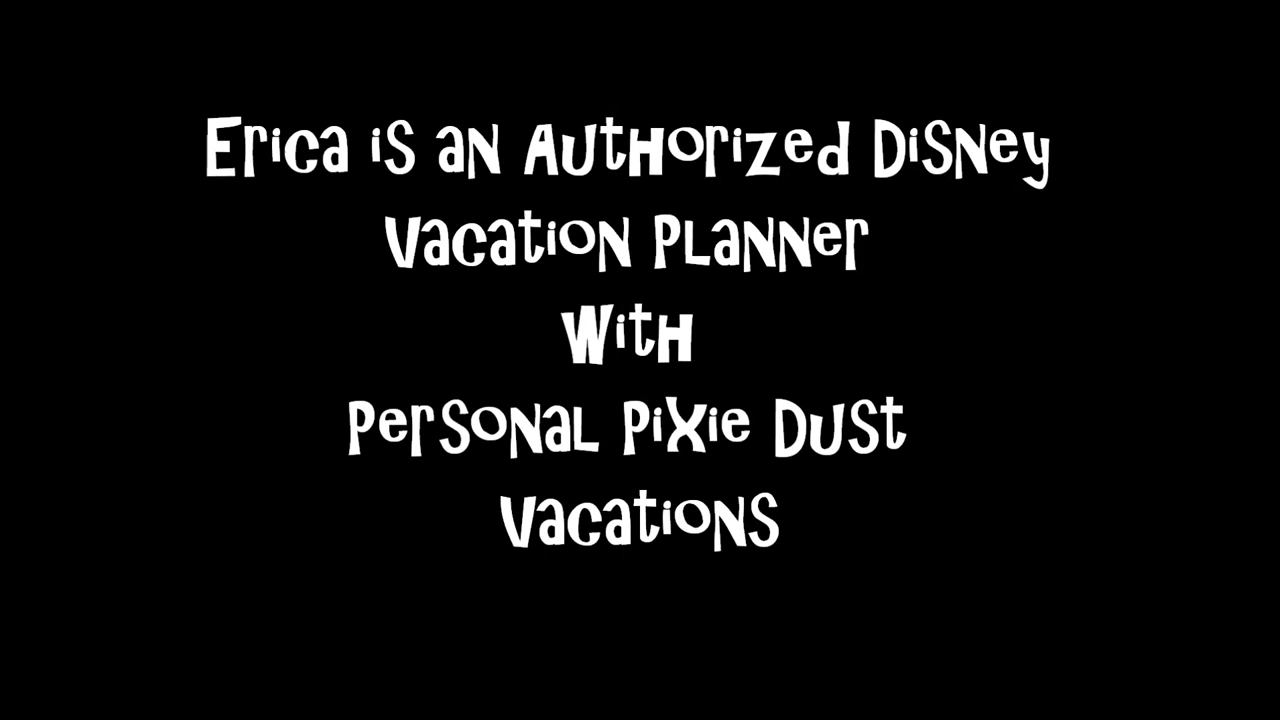 Erica is an Authorized Disney
Vacation Planner
With
Personal Pixie Dust
Vacations